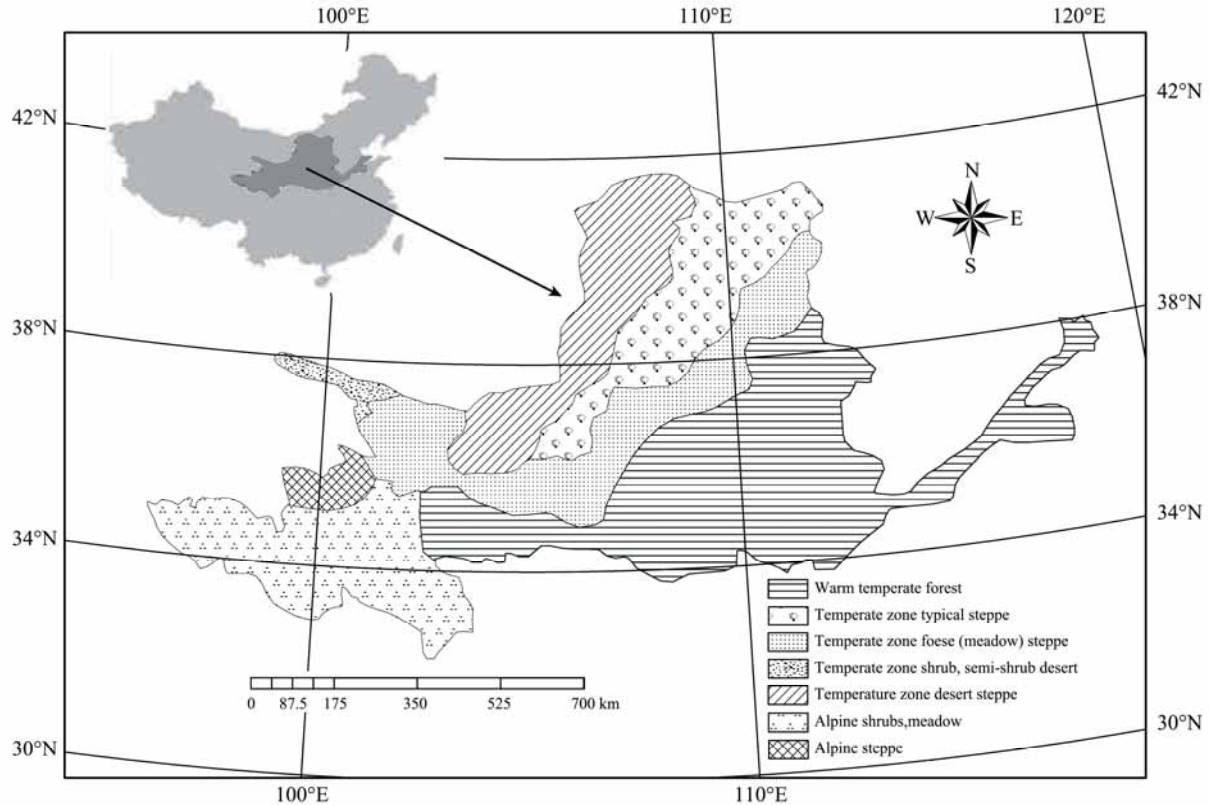 100°E
110°E
120°E
42°N
42°N
N
W
E
S
38°N
38°N
34°N
34°N
Warm temperate forest
Temperate zone typical steppe
Temperate zone foese (meadow) steppe
Temperate zone shrub, semi-shrub desert
Temperature zone desert steppe
Alpine shrubs,meadow
Alpine steppe
0 87.5 175 350 525 700 km
30°N
30°N
100°E
110°E